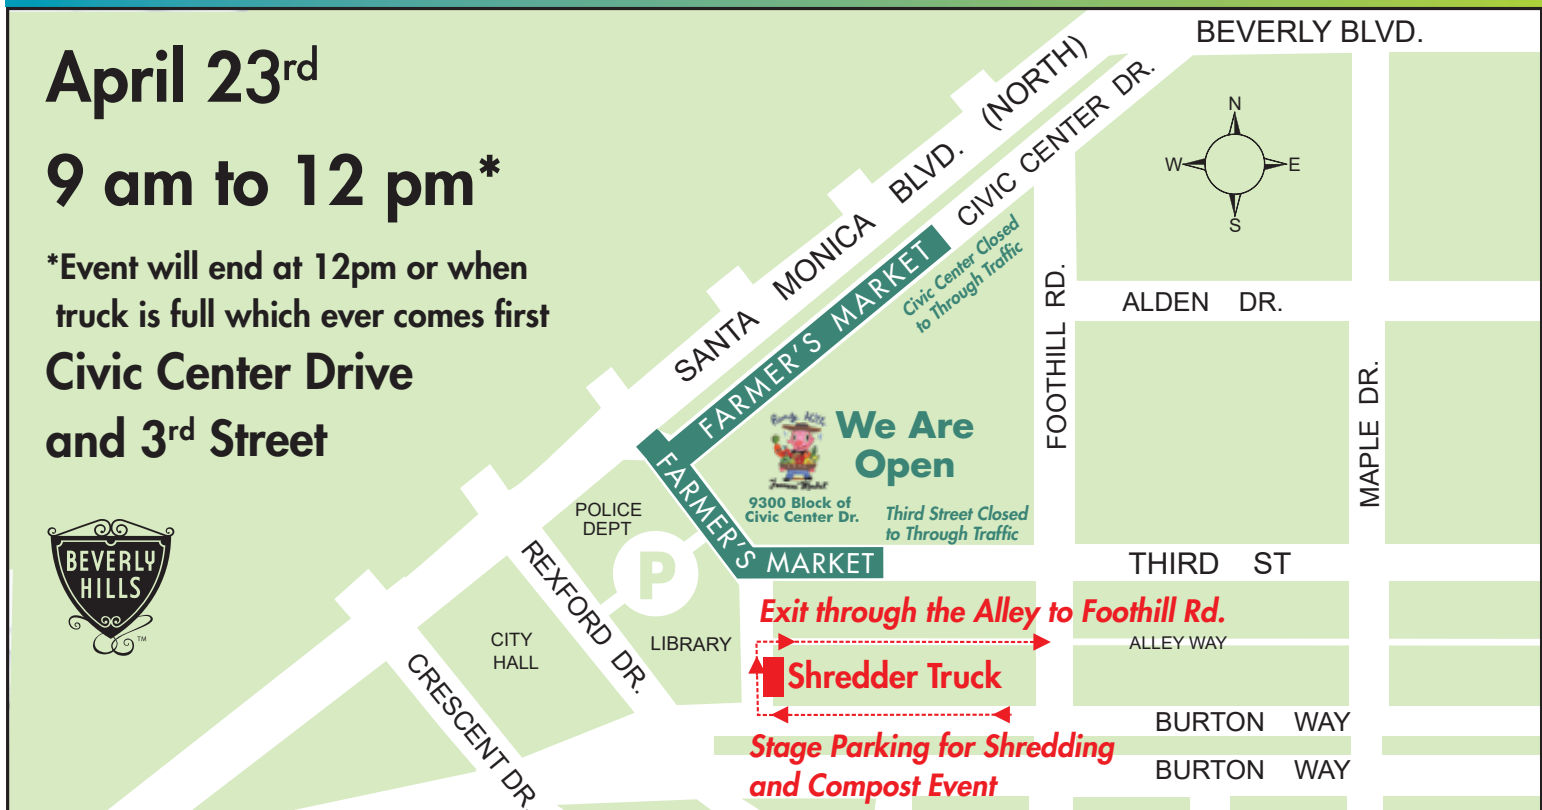 April 23rd
9 am to 12 pm*
*Event will end at 12pm or when
truck is full which ever comes first
Civic Center Drive
and 3rd Street
BEVERLY
HILLS
TM
BEVERLY BLVD.
SANTA MONICA BLVD. (NORTH)
CIVIC CENTER DR.
N
W
E
S
Civic Center Closed
to Through Traffic
FARMER'S MARKET
FOOTHILL RD.
ALDEN DR.
MAPLE DR.
We Are
Open
9300 Block of
Civic Center Dr.
Third Street Closed
to Through Traffic
FARMER'S MARKET
POLICE
DEPT
P
REXFORD DR.
THIRD ST
Exit through the Alley to Foothill Rd.
CITY
HALL
LIBRARY
ALLEY WAY
Shredder Truck
CRESCENT DR.
BURTON WAY
Stage Parking for Shredding
and Compost Event
BURTON WAY